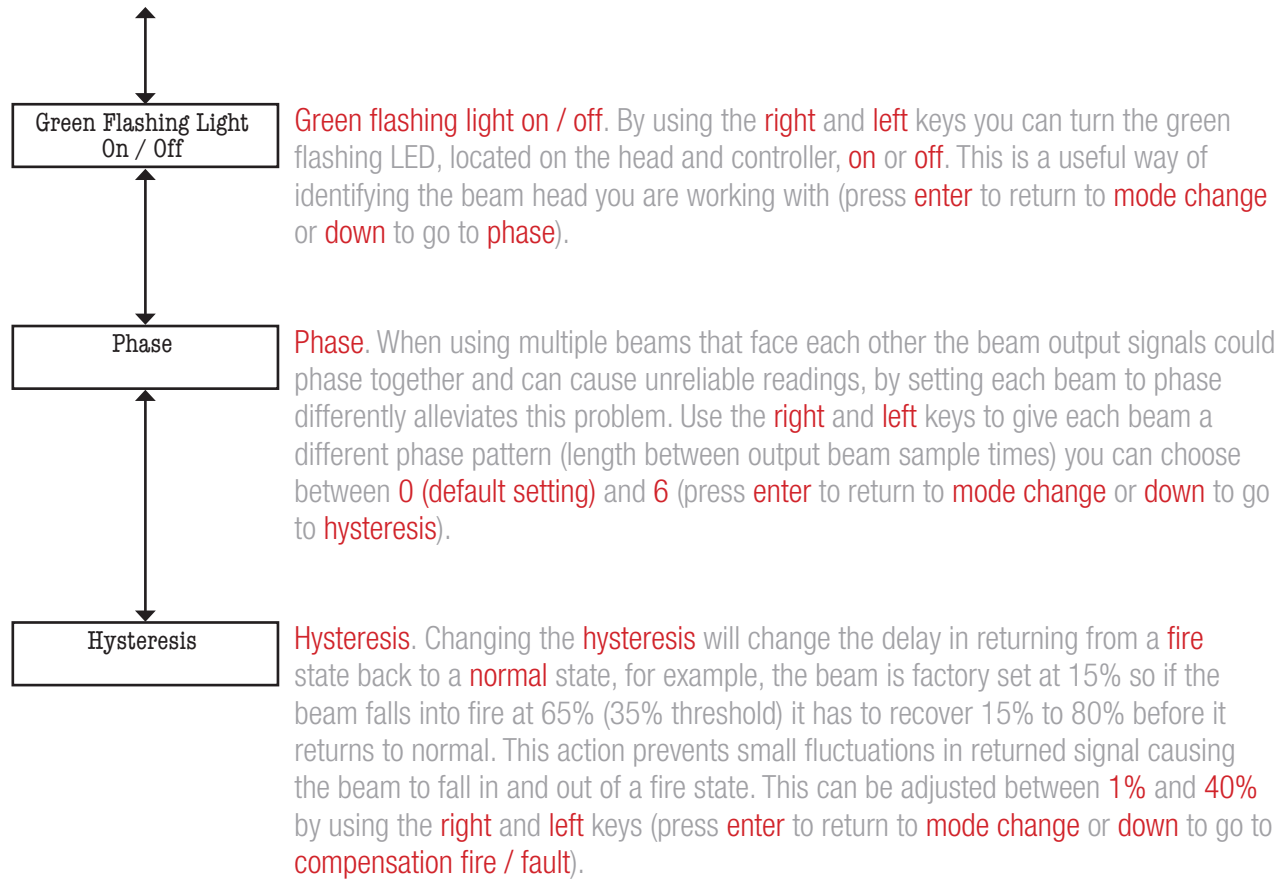 Green Flashing Light
On / Off
Green flashing light on / off. By using the right and left keys you can turn the green
flashing LED, located on the head and controller, on or off. This is a useful way of
identifying the beam head you are working with (press enter to return to mode change
or down to go to phase).
Phase
Phase. When using multiple beams that face each other the beam output signals could
phase together and can cause unreliable readings, by setting each beam to phase
differently alleviates this problem. Use the right and left keys to give each beam a
different phase pattern (length between output beam sample times) you can choose
between 0 (default setting) and 6 (press enter to return to mode change or down to go
to hysteresis).
Hysteresis
Hysteresis. Changing the hysteresis will change the delay in returning from a fire
state back to a normal state, for example, the beam is factory set at 15% so if the
beam falls into fire at 65% (35% threshold) it has to recover 15% to 80% before it
returns to normal. This action prevents small fluctuations in returned signal causing
the beam to fall in and out of a fire state. This can be adjusted between 1% and 40%
by using the right and left keys (press enter to return to mode change or down to go to
compensation fire / fault).